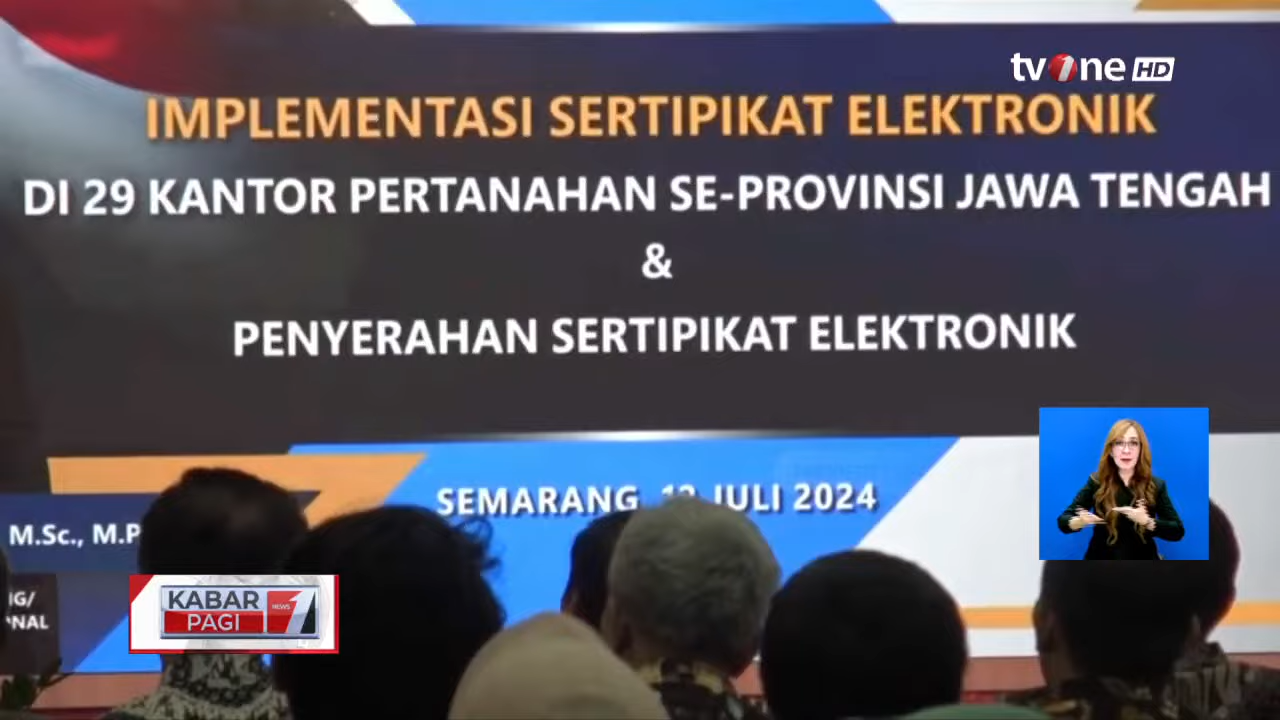 tvOne HD
IMPLEMENTASI SERTIPIKAT ELEKTRONIK
DI 29 KANTOR PERTANAHAN SE-PROVINSI JAWA TENGAH
&
PENYERAHAN SERTIPIKAT ELEKTRONIK
SEMARANG, JULI 2024
M.Sc., M.P
KABAR
PAGI
NEWS